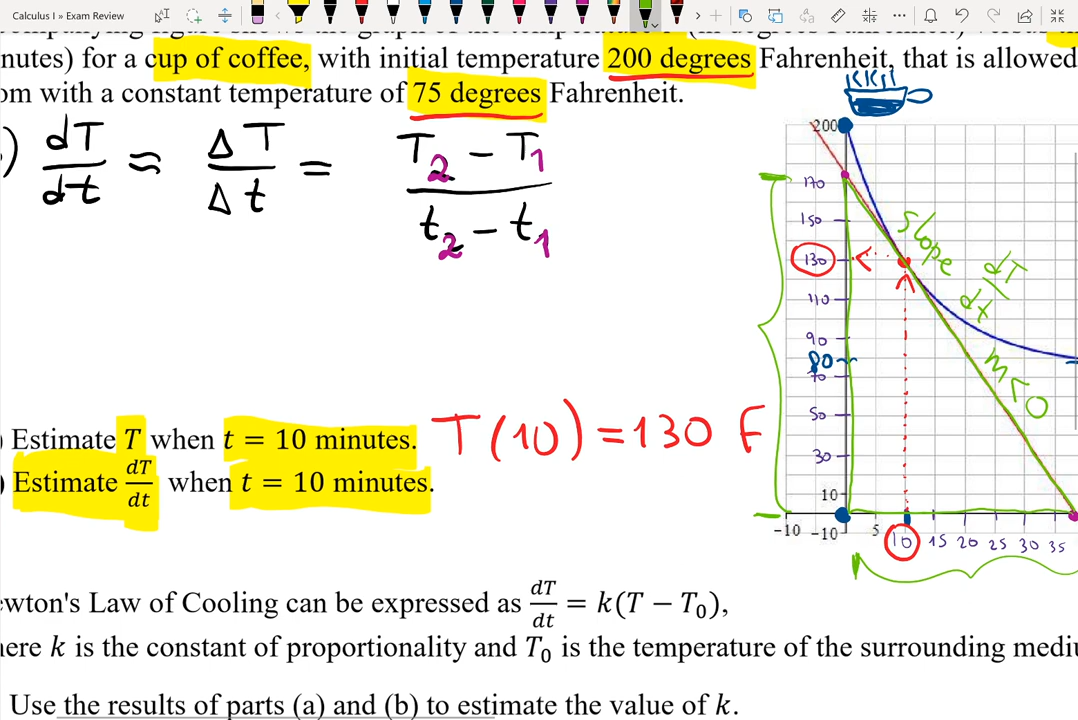 Calculus I » Exam Review
nutes) for a cup of coffee, with initial temperature 200 degrees Fahrenheit, that is allowed
om with a constant temperature of 75 degrees Fahrenheit.
) dT/dt ≈ ΔT/Δt = T2 − T1 / t2 − t1
200
170
150
130
110
90
80
70
50
30
10
-10
-10 5 10 15 20 25 30 35
slope
dT/dt
m<0
) Estimate T when t = 10 minutes. T(10) = 130 F
) Estimate dT/dt when t = 10 minutes.
ewton's Law of Cooling can be expressed as dT/dt = k(T − T0),
here k is the constant of proportionality and T0 is the temperature of the surrounding mediu
Use the results of parts (a) and (b) to estimate the value of k.